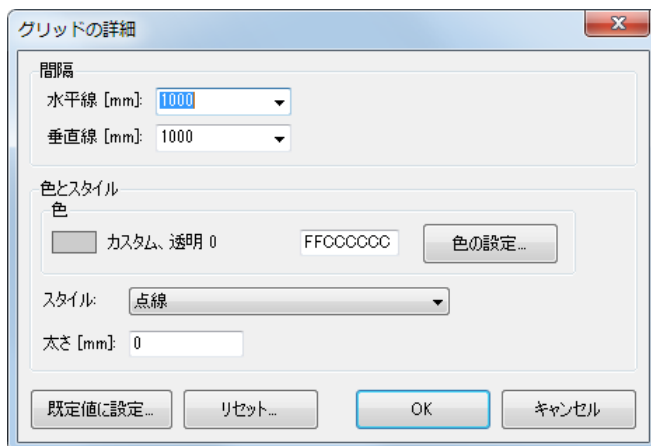 グリッドの詳細
間隔
水平線 [mm]: 1000
垂直線 [mm]: 1000
色とスタイル
色
カスタム、透明 0 FFCCCCCC 色の設定...
スタイル: 点線
太さ [mm]: 0
既定値に設定... リセット... OK キャンセル